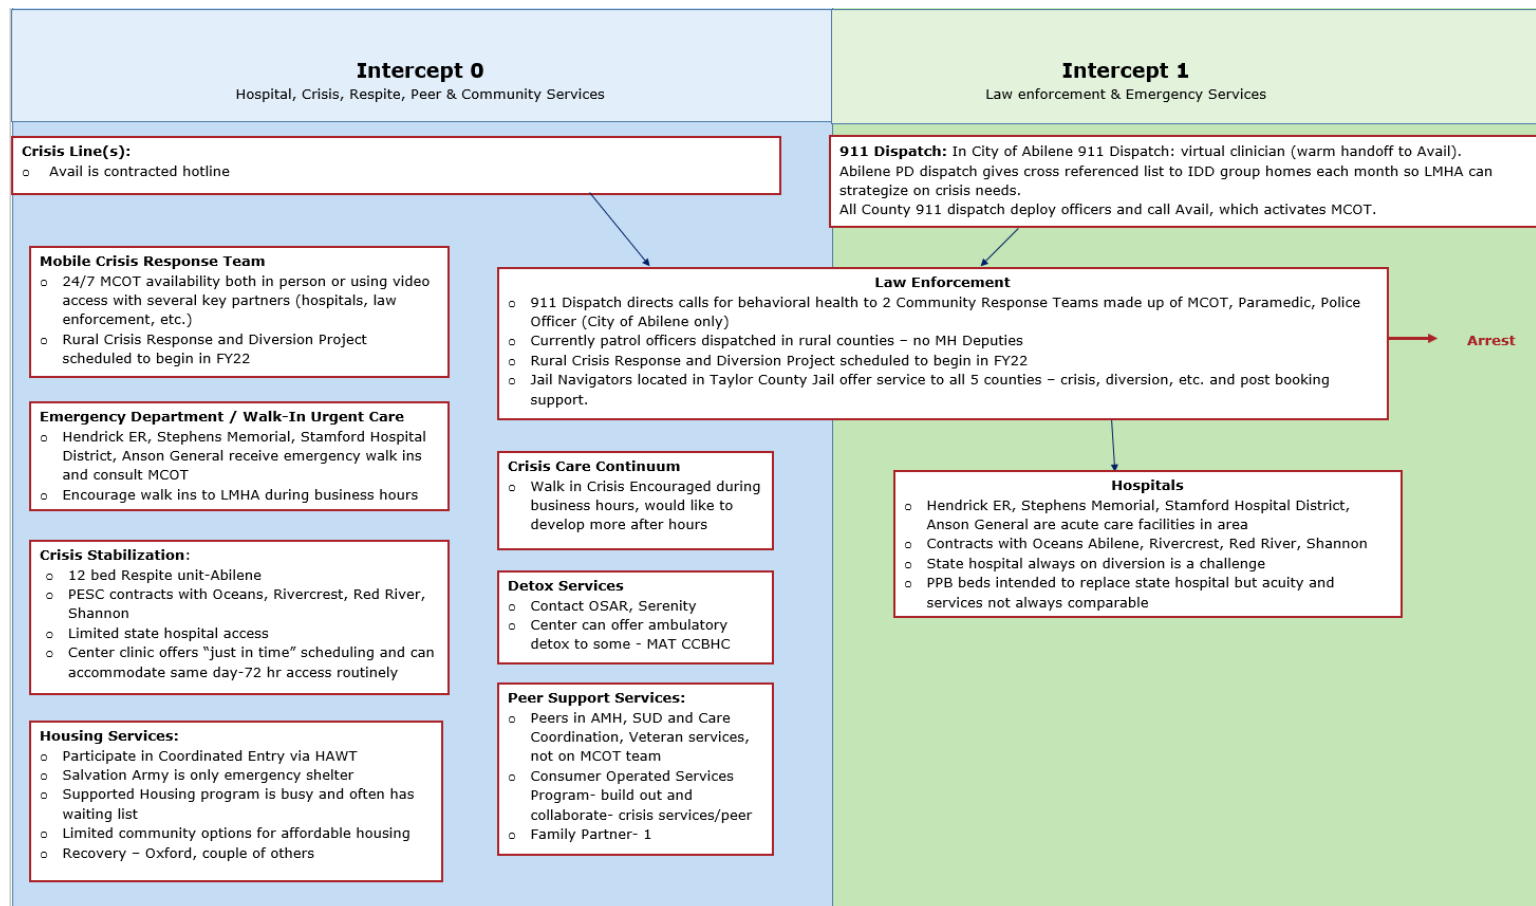 Intercept 0
Hospital, Crisis, Respite, Peer & Community Services
Intercept 1
Law enforcement & Emergency Services
Crisis Line(s):
o Avail is contracted hotline
911 Dispatch: In City of Abilene 911 Dispatch: virtual clinician (warm handoff to Avail).
Abilene PD dispatch gives cross referenced list to IDD group homes each month so LMHA can
strategize on crisis needs.
All County 911 dispatch deploy officers and call Avail, which activates MCOT.
Mobile Crisis Response Team
o 24/7 MCOT availability both in person or using video
access with several key partners (hospitals, law
enforcement, etc.)
o Rural Crisis Response and Diversion Project
scheduled to begin in FY22
Law Enforcement
o 911 Dispatch directs calls for behavioral health to 2 Community Response Teams made up of MCOT, Paramedic, Police
Officer (City of Abilene only)
o Currently patrol officers dispatched in rural counties – no MH Deputies
o Rural Crisis Response and Diversion Project scheduled to begin in FY22
o Jail Navigators located in Taylor County Jail offer service to all 5 counties – crisis, diversion, etc. and post booking
support.
Arrest
Emergency Department / Walk-In Urgent Care
o Hendrick ER, Stephens Memorial, Stamford Hospital
District, Anson General receive emergency walk ins
and consult MCOT
o Encourage walk ins to LMHA during business hours
Crisis Care Continuum
o Walk in Crisis Encouraged during
business hours, would like to
develop more after hours
Hospitals
o Hendrick ER, Stephens Memorial, Stamford Hospital District,
Anson General are acute care facilities in area
o Contracts with Oceans Abilene, Rivercrest, Red River, Shannon
o State hospital always on diversion is a challenge
o PPB beds intended to replace state hospital but acuity and
services not always comparable
Crisis Stabilization:
o 12 bed Respite unit-Abilene
o PESC contracts with Oceans, Rivercrest, Red River,
Shannon
o Limited state hospital access
o Center clinic offers “just in time” scheduling and can
accommodate same day-72 hr access routinely
Detox Services
o Contact OSAR, Serenity
o Center can offer ambulatory
detox to some - MAT CCBHC
Housing Services:
o Participate in Coordinated Entry via HAWT
o Salvation Army is only emergency shelter
o Supported Housing program is busy and often has
waiting list
o Limited community options for affordable housing
o Recovery – Oxford, couple of others
Peer Support Services:
o Peers in AMH, SUD and Care
Coordination, Veteran services,
not on MCOT team
o Consumer Operated Services
Program- build out and
collaborate- crisis services/peer
o Family Partner- 1